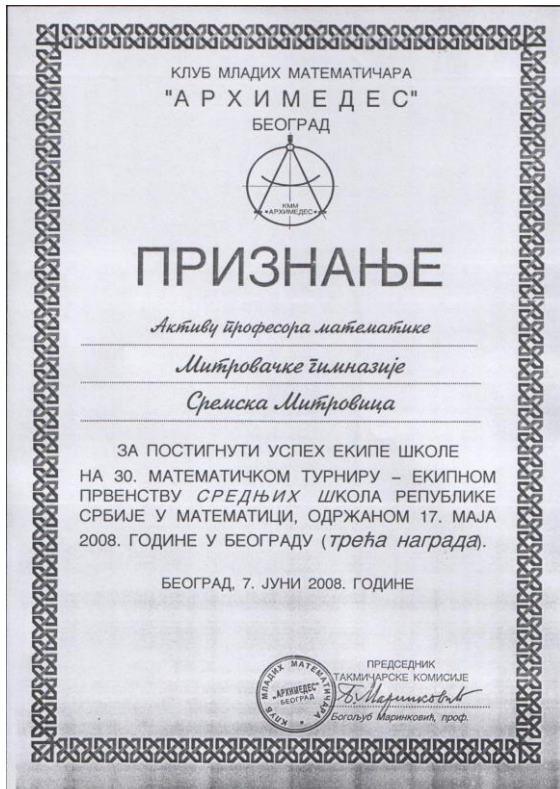 КЛУБ МЛАДИХ МАТЕМАТИЧАРА
"АРХИМЕДЕС"
БЕОГРАД
КММ
•АРХИМЕДЕС•
ПРИЗНАЊЕ
Активу професора математике
Митровачке гимназије
Сремска Митровица
ЗА ПОСТИГНУТИ УСПЕХ ЕКИПЕ ШКОЛЕ
НА 30. МАТЕМАТИЧКОМ ТУРНИРУ – ЕКИПНОМ
ПРВЕНСТВУ СРЕДЊИХ ШКОЛА РЕПУБЛИКЕ
СРБИЈЕ У МАТЕМАТИЦИ, ОДРЖАНОМ 17. МАЈА
2008. ГОДИНЕ У БЕОГРАДУ (трећа награда).
БЕОГРАД, 7. ЈУНИ 2008. ГОДИНЕ
КЛУБ МЛАДИХ МАТЕМАТИЧАРА
"АРХИМЕДЕС"
БЕОГРАД
ПРЕДСЕДНИК
ТАКМИЧАРСКЕ КОМИСИЈЕ
Б. Маринковић
Богољуб Маринковић, проф.